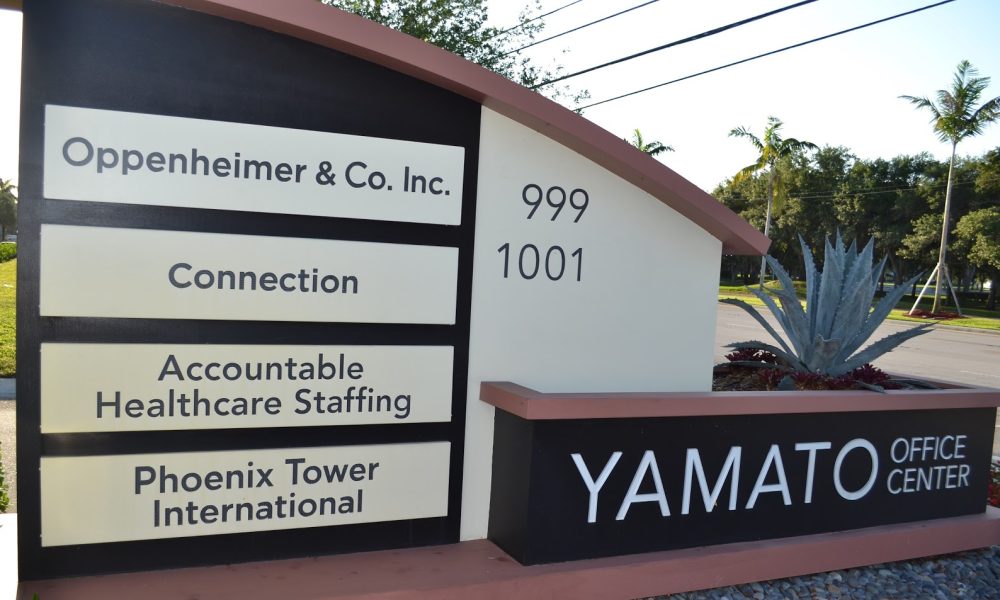 Oppenheimer & Co. Inc.
Connection
Accountable
Healthcare Staffing
Phoenix Tower
International
999
1001
YAMATO OFFICE
CENTER